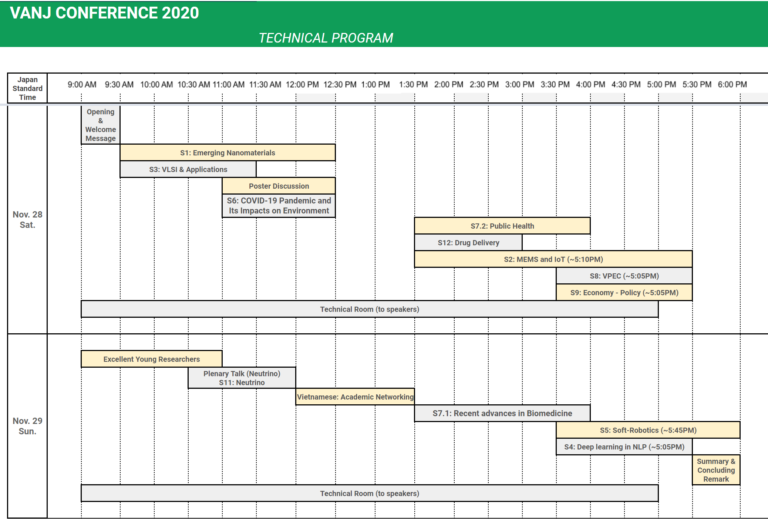 VANJ CONFERENCE 2020
TECHNICAL PROGRAM
Japan
Standard
Time
9:00 AM 9:30 AM 10:00 AM 10:30 AM 11:00 AM 11:30 AM 12:00 PM 12:30 PM 1:00 PM 1:30 PM 2:00 PM 2:30 PM 3:00 PM 3:30 PM 4:00 PM 4:30 PM 5:00 PM 5:30 PM 6:00 PM
Opening
&
Welcome
Message
S1: Emerging Nanomaterials
S3: VLSI & Applications
Poster Discussion
S6: COVID-19 Pandemic and
Its Impacts on Environment
Nov. 28
Sat.
S7.2: Public Health
S12: Drug Delivery
S2: MEMS and IoT (~5:10PM)
S8: VPEC (~5:05PM)
S9: Economy - Policy (~5:05PM)
Technical Room (to speakers)
Excellent Young Researchers
Plenary Talk (Neutrino)
S11: Neutrino
Vietnamese: Academic Networking
S7.1: Recent advances in Biomedicine
Nov. 29
Sun.
S5: Soft-Robotics (~5:45PM)
S4: Deep learning in NLP (~5:05PM)
Summary &
Concluding
Remark
Technical Room (to speakers)